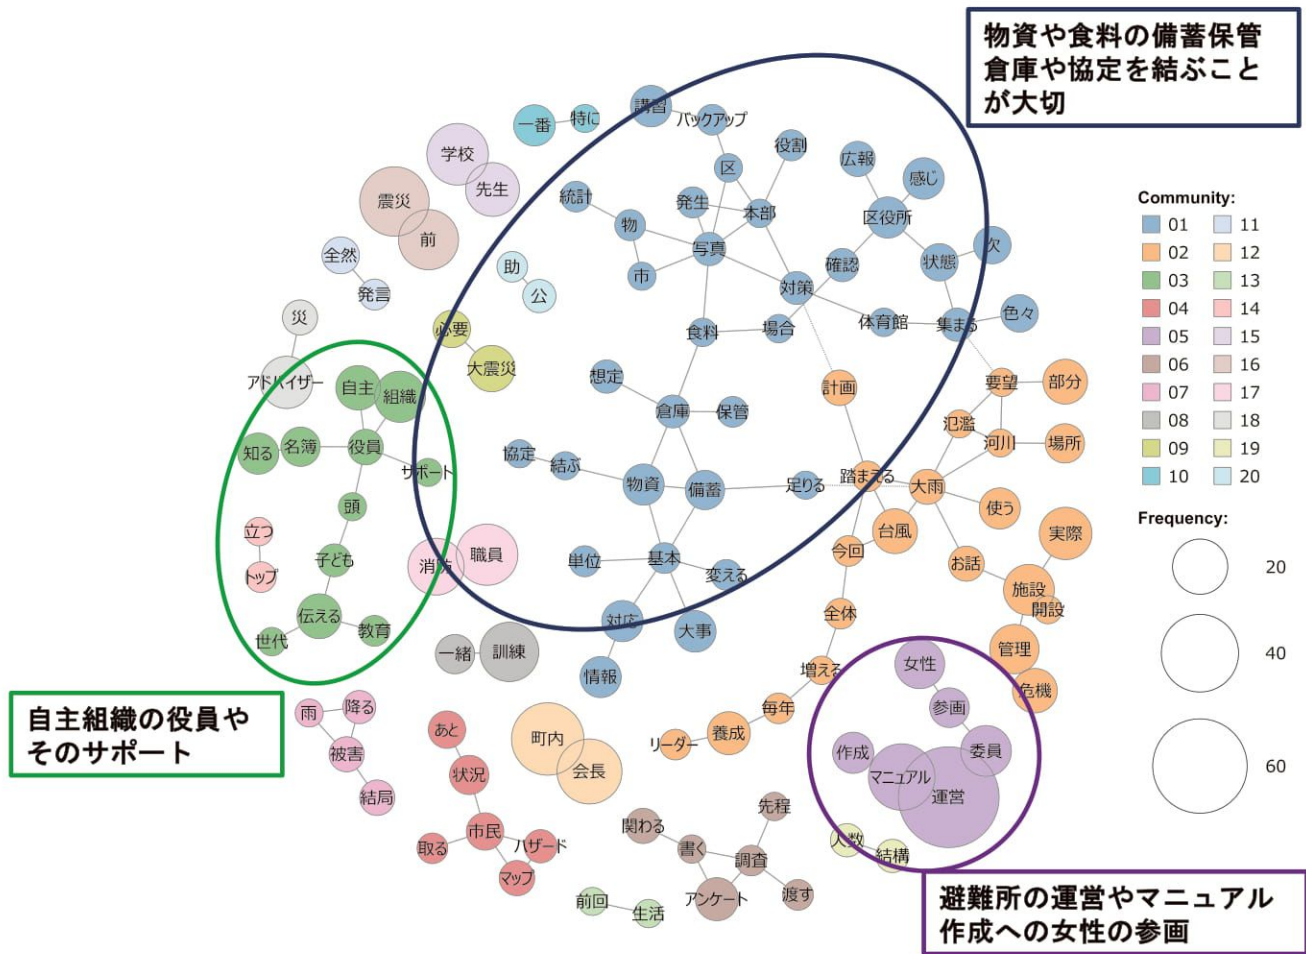 物資や食料の備蓄保管
倉庫や協定を結ぶこと
が大切
講習
バックアップ
一番
特に
役割
学校
先生
区
広報
感じ
震災
前
統計
発生
本部
区役所
物
写真
状態
次
全然
助
市
対策
確認
発言
公
災
必要
食料
場合
体育館
集まる
色々
大震災
アドバイザー
自主
組織
想定
計画
要望
部分
倉庫
保管
氾濫
河川
場所
知る
名簿
役員
サポート
協定
結ぶ
物資
備蓄
足りる
踏まえる
大雨
頭
使う
立つ
台風
実際
トップ
子ども
消防
職員
単位
基本
変える
今回
お話
施設
開設
伝える
教育
世代
対応
大事
全体
管理
一緒
訓練
情報
増える
女性
危機
雨
降る
毎年
参画
被害
あと
町内
リーダー
養成
作成
委員
状況
会長
マニュアル
運営
結局
先程
市民
関わる
取る
ハザード
書く
調査
人数
結構
マップ
アンケート
渡す
前回
生活
自主組織の役員や
そのサポート
避難所の運営やマニュアル
作成への女性の参画
Community:
01 11
02 12
03 13
04 14
05 15
06 16
07 17
08 18
09 19
10 20
Frequency:
20
40
60